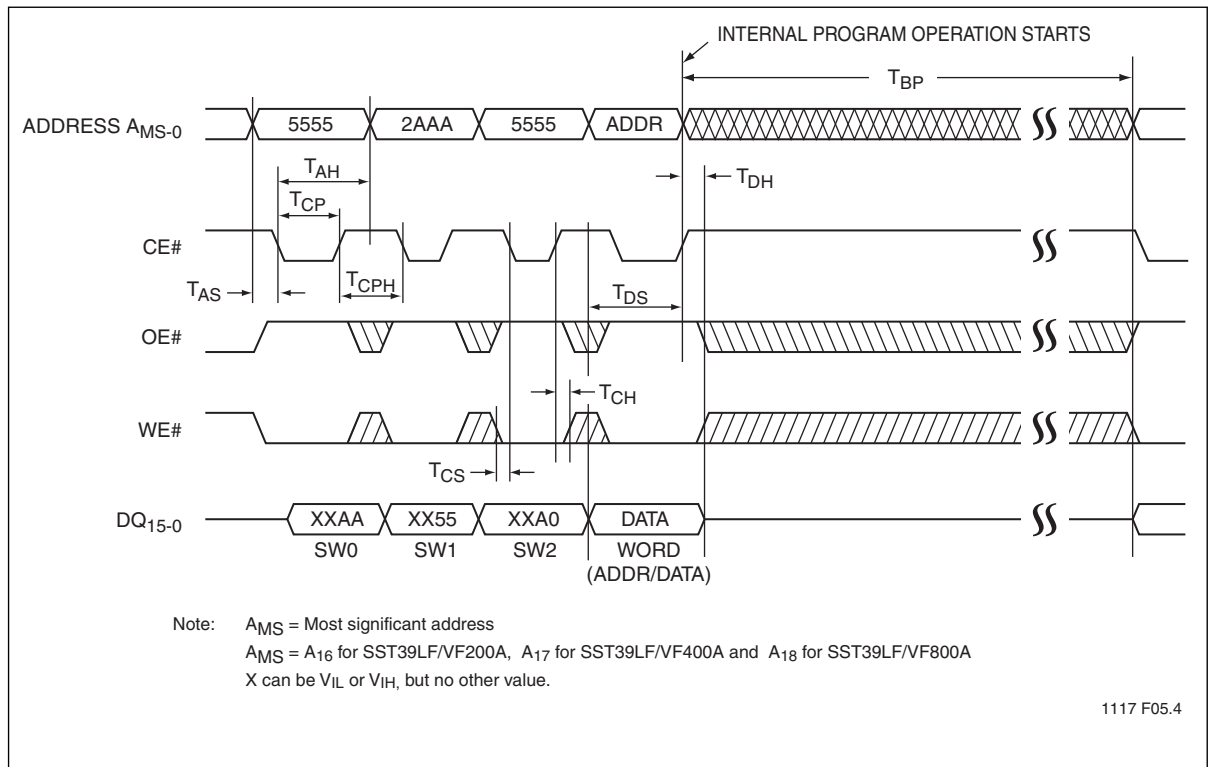 INTERNAL PROGRAM OPERATION STARTS
TBP
ADDRESS AMS-0
5555
2AAA
5555
ADDR
TAH
TDH
TCP
CE#
TCPH
TAS
TDS
OE#
TCH
WE#
TCS
DQ15-0
XXAA
XX55
XXA0
DATA
SW0
SW1
SW2
WORD
(ADDR/DATA)
Note: AMS = Most significant address
AMS = A16 for SST39LF/VF200A, A17 for SST39LF/VF400A and A18 for SST39LF/VF800A
X can be VIL or VIH, but no other value.
1117 F05.4